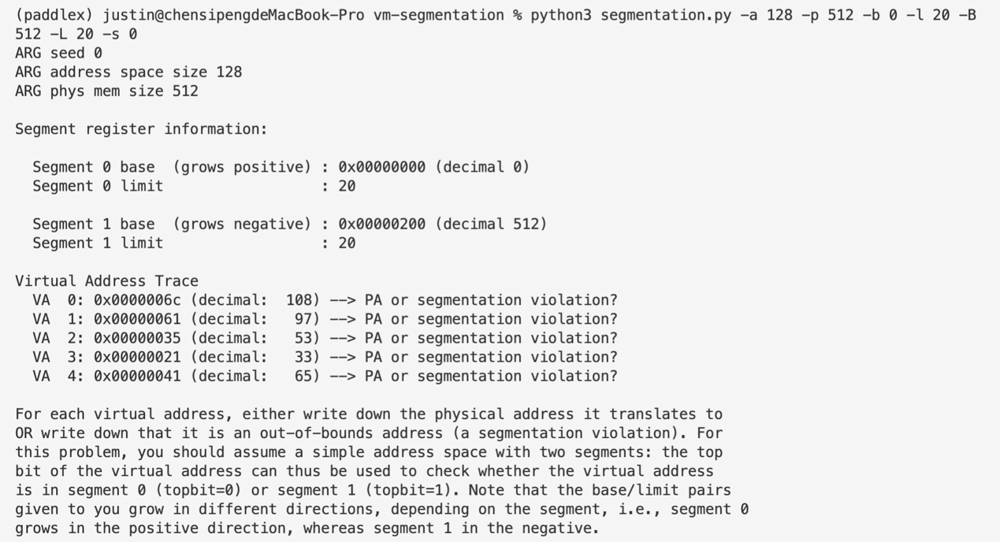 (paddlex) justin@chensipengdeMacBook-Pro vm-segmentation % python3 segmentation.py -a 128 -p 512 -b 0 -l 20 -B
512 -L 20 -s 0
ARG seed 0
ARG address space size 128
ARG phys mem size 512

Segment register information:

  Segment 0 base  (grows positive) : 0x00000000 (decimal 0)
  Segment 0 limit                  : 20

  Segment 1 base  (grows negative) : 0x00000200 (decimal 512)
  Segment 1 limit                  : 20

Virtual Address Trace
  VA  0: 0x0000006c (decimal:  108) --> PA or segmentation violation?
  VA  1: 0x00000061 (decimal:   97) --> PA or segmentation violation?
  VA  2: 0x00000035 (decimal:   53) --> PA or segmentation violation?
  VA  3: 0x00000021 (decimal:   33) --> PA or segmentation violation?
  VA  4: 0x00000041 (decimal:   65) --> PA or segmentation violation?

For each virtual address, either write down the physical address it translates to
OR write down that it is an out-of-bounds address (a segmentation violation). For
this problem, you should assume a simple address space with two segments: the top
bit of the virtual address can thus be used to check whether the virtual address
is in segment 0 (topbit=0) or segment 1 (topbit=1). Note that the base/limit pairs
given to you grow in different directions, depending on the segment, i.e., segment 0
grows in the positive direction, whereas segment 1 in the negative.